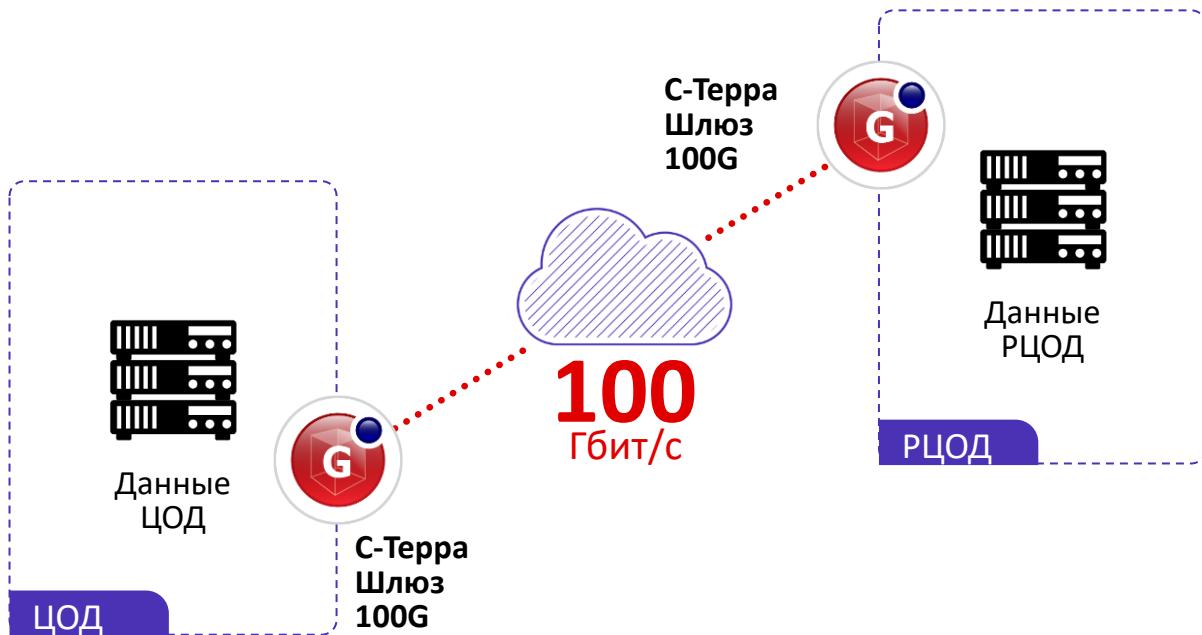 С-Терра
Шлюз
100G
G
Данные
РЦОД
РЦОД
100
Гбит/с
G
Данные
ЦОД
С-Терра
Шлюз
100G
ЦОД